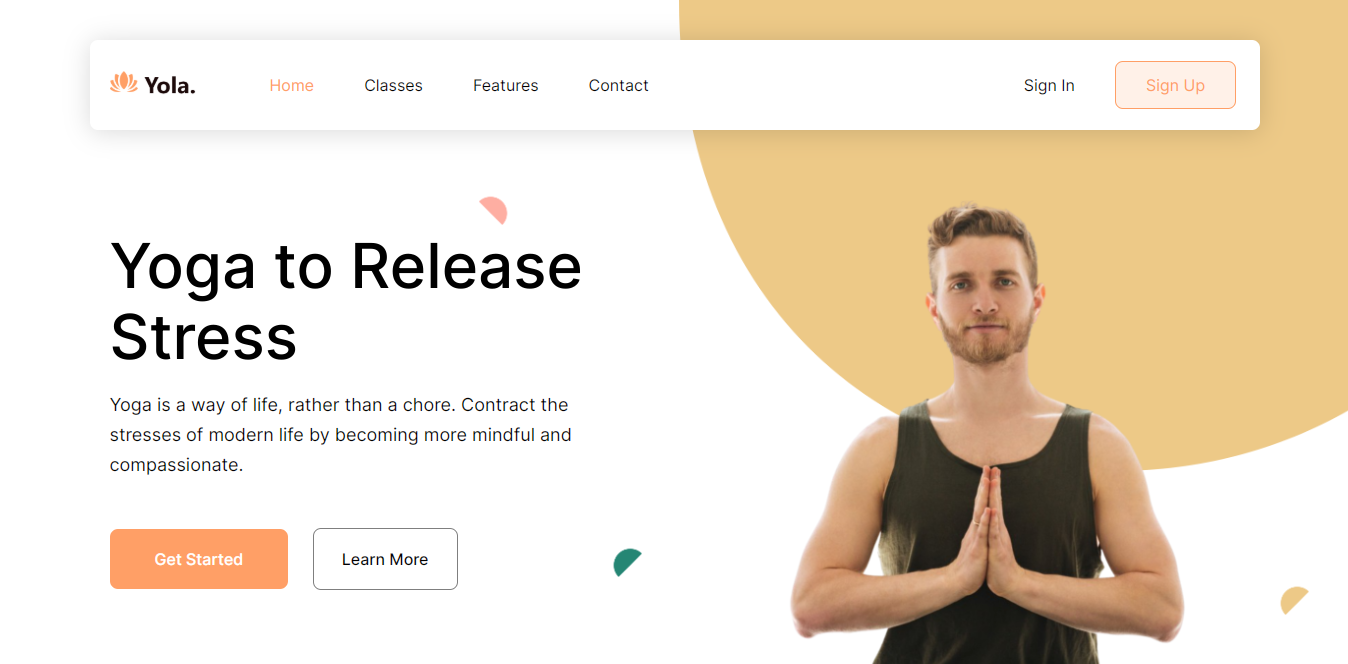 Yola.
Home
Classes
Features
Contact
Sign In
Sign Up
Yoga to Release
Stress
Yoga is a way of life, rather than a chore. Contract the
stresses of modern life by becoming more mindful and
compassionate.
Get Started
Learn More